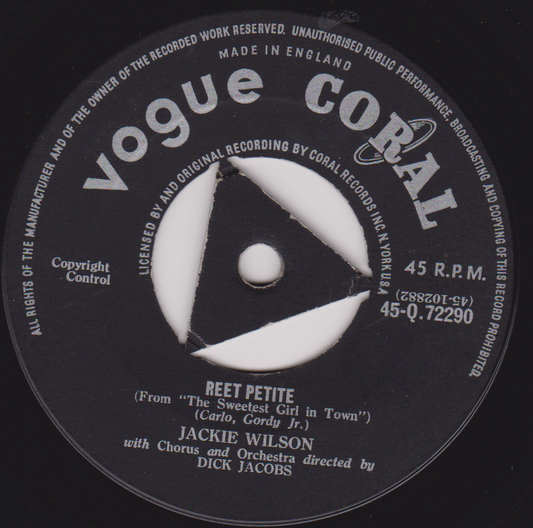 ALL RIGHTS OF THE MANUFACTURER AND OF THE OWNER OF THE RECORDED WORK RESERVED. UNAUTHORISED PUBLIC PERFORMANCE, BROADCASTING AND COPYING OF THIS RECORD PROHIBITED.
MADE IN ENGLAND
Vogue CORAL
LICENSED BY AND ORIGINAL RECORDING BY CORAL RECORDS INC N.YORK U.S.A
Copyright
Control
45 R.P.M.
(45-102882)
45-Q.72290
REET PETITE
(From "The Sweetest Girl in Town")
(Carlo, Gordy Jr.)
JACKIE WILSON
with Chorus and Orchestra directed by
DICK JACOBS